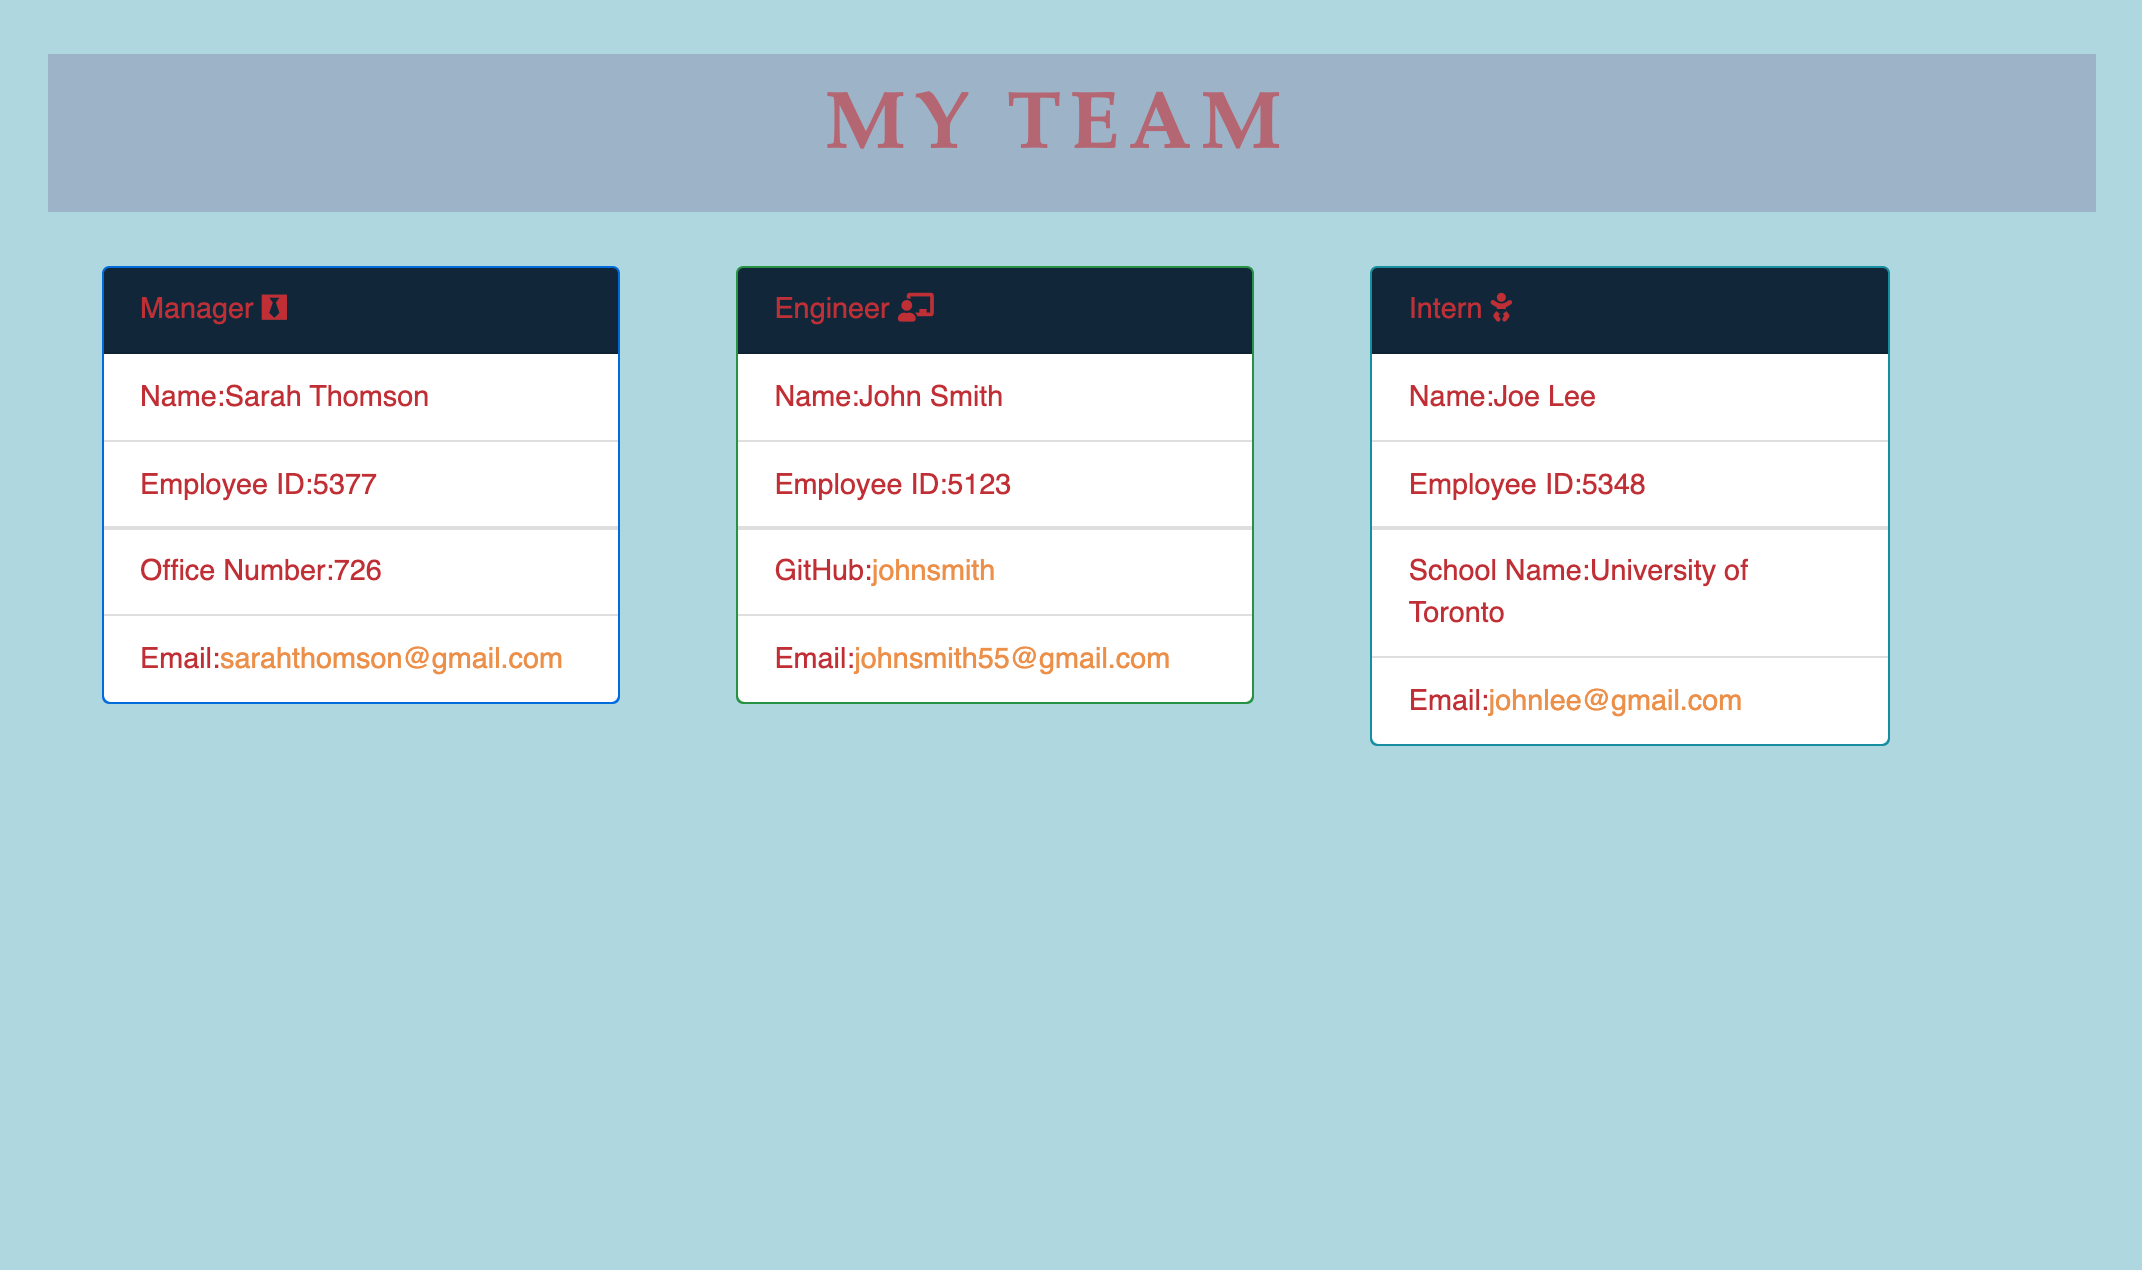 MY TEAM
Manager
Name:Sarah Thomson
Employee ID:5377
Office Number:726
Email:sarahthomson@gmail.com
Engineer
Name:John Smith
Employee ID:5123
GitHub:johnsmith
Email:johnsmith55@gmail.com
Intern
Name:Joe Lee
Employee ID:5348
School Name:University of
Toronto
Email:johnlee@gmail.com